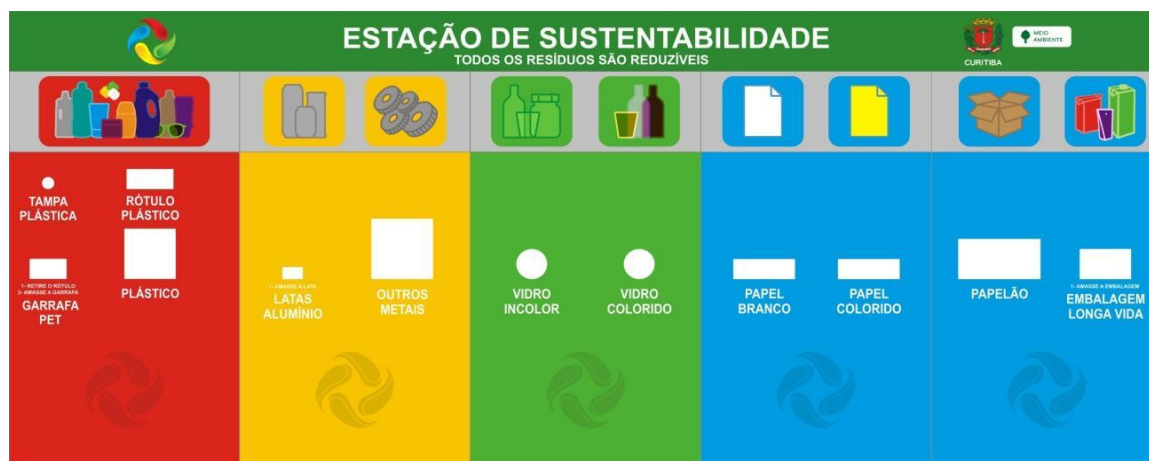 ESTAÇÃO DE SUSTENTABILIDADE
TODOS OS RESÍDUOS SÃO REDUZÍVEIS
CURITIBA
MEIO
AMBIENTE
TAMPA
PLÁSTICA
RÓTULO
PLÁSTICO
1- RETIRE O RÓTULO
2- AMASSE A GARRAFA
GARRAFA
PET
PLÁSTICO
1- AMASSE A LATA
LATAS
ALUMÍNIO
OUTROS
METAIS
VIDRO
INCOLOR
VIDRO
COLORIDO
PAPEL
BRANCO
PAPEL
COLORIDO
PAPELÃO
1- AMASSE A EMBALAGEM
EMBALAGEM
LONGA VIDA